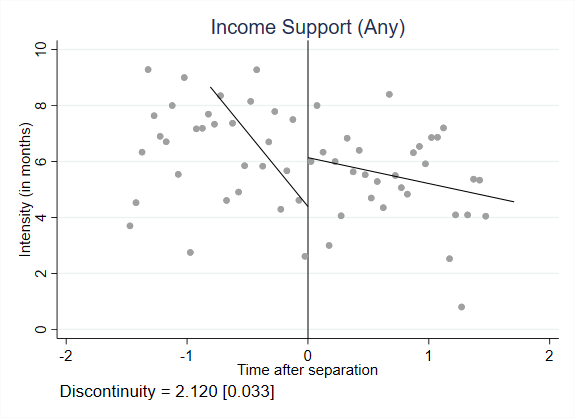 Income Support (Any)
10
8
6
4
2
0
Intensity (in months)
-2 -1 0 1 2
Time after separation
Discontinuity = 2.120 [0.033]